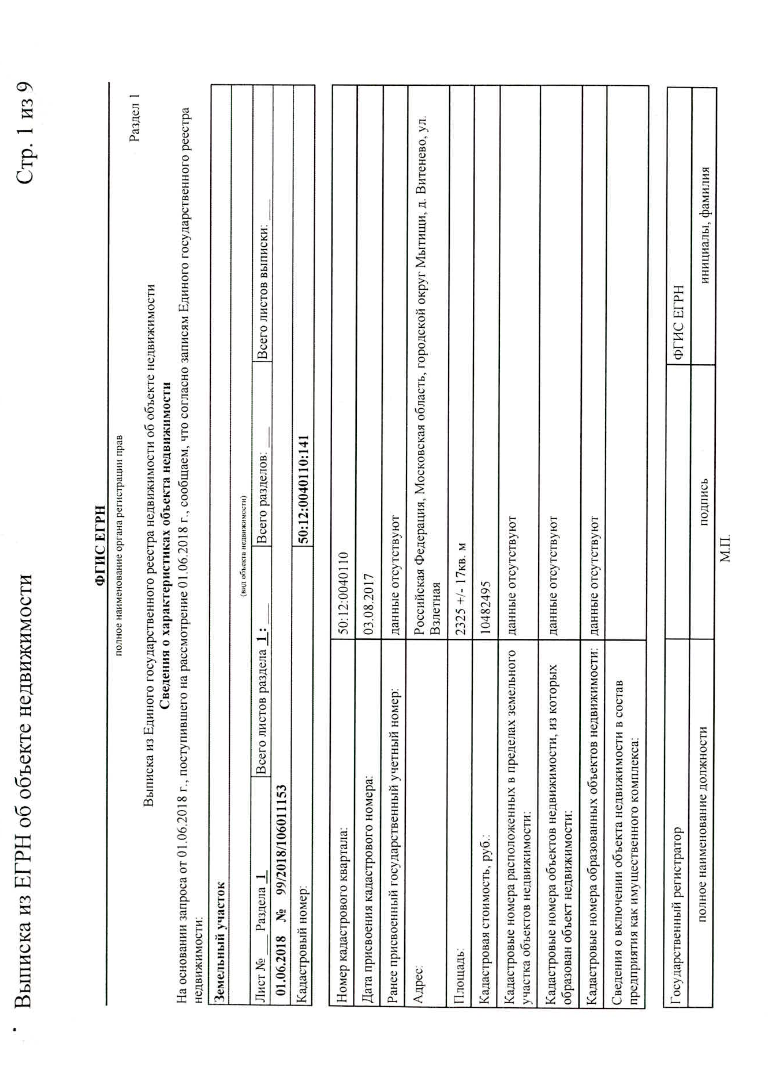 Выписка из ЕГРН об объекте недвижимости
Стр. 1 из 9
ФГИС ЕГРН
полное наименование органа регистрации прав
Раздел 1
Выписка из Единого государственного реестра недвижимости об объекте недвижимости
Сведения о характеристиках объекта недвижимости
На основании запроса от 01.06.2018 г., поступившего на рассмотрение 01.06.2018 г., сообщаем, что согласно записям Единого государственного реестра
недвижимости:
Земельный участок
(вид объекта недвижимости)
Лист № ___ Раздела 1
Всего листов раздела 1: ___
Всего разделов: ___
Всего листов выписки: ___
01.06.2018 № 99/2018/106011153
Кадастровый номер:
50:12:0040110:141
Номер кадастрового квартала:
50:12:0040110
Дата присвоения кадастрового номера:
03.08.2017
Ранее присвоенный государственный учетный номер:
данные отсутствуют
Адрес:
Российская Федерация, Московская область, городской округ Мытищи, д. Витенево, ул.
Взлетная
Площадь:
2325 +/- 17кв. м
Кадастровая стоимость, руб.:
10482495
Кадастровые номера расположенных в пределах земельного
участка объектов недвижимости:
данные отсутствуют
Кадастровые номера объектов недвижимости, из которых
образован объект недвижимости:
данные отсутствуют
Кадастровые номера образованных объектов недвижимости:
данные отсутствуют
Сведения о включении объекта недвижимости в состав
предприятия как имущественного комплекса:
Государственный регистратор
ФГИС ЕГРН
полное наименование должности
подпись
инициалы, фамилия
М.П.